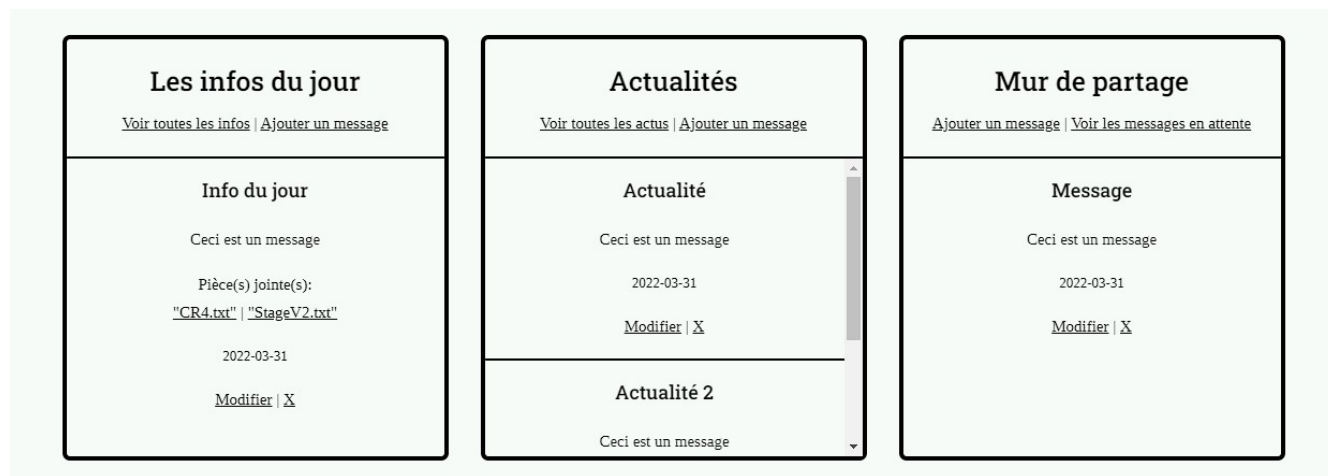 Les infos du jour
Voir toutes les infos | Ajouter un message
Info du jour
Ceci est un message
Pièce(s) jointe(s):
"CR4.txt" | "StageV2.txt"
2022-03-31
Modifier | X
Actualités
Voir toutes les actus | Ajouter un message
Actualité
Ceci est un message
2022-03-31
Modifier | X
Actualité 2
Ceci est un message
Mur de partage
Ajouter un message | Voir les messages en attente
Message
Ceci est un message
2022-03-31
Modifier | X